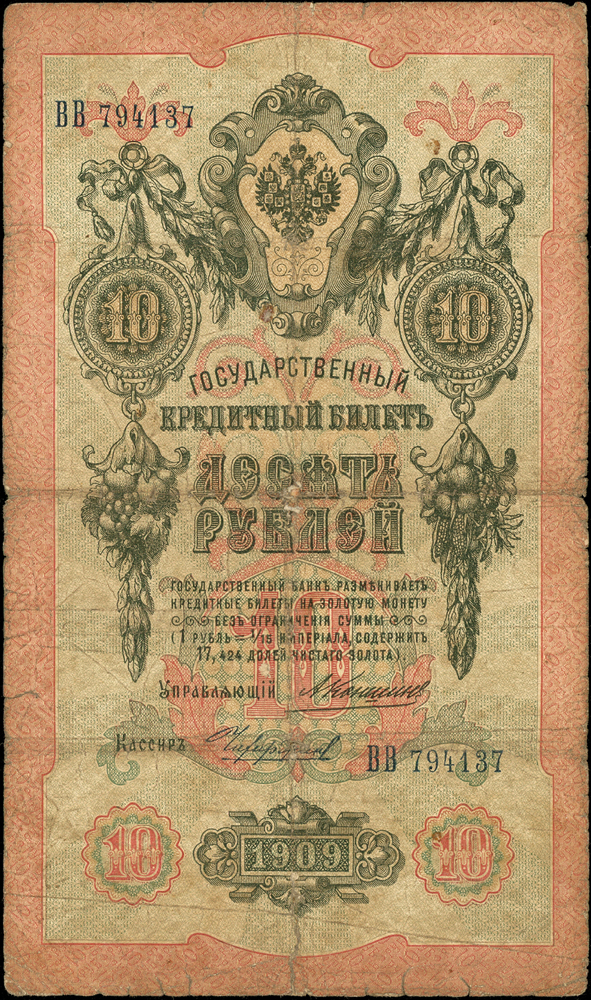 ВВ 794137
10 10
ГОСУДАРСТВЕННЫЙ
КРЕДИТНЫЙ БИЛЕТЪ
ДЕСЯТЬ
РУБЛЕЙ
ГОСУДАРСТВЕННЫЙ БАНКЪ РАЗМѢНИВАЕТЪ
КРЕДИТНЫЕ БИЛЕТЫ НА ЗОЛОТУЮ МОНЕТУ
БЕЗЪ ОГРАНИЧЕНІЯ СУММЫ
(1 РУБЛЬ = 1/15 ИМПЕРІАЛА, СОДЕРЖИТЪ
17,424 ДОЛЕЙ ЧИСТАГО ЗОЛОТА).
10
УПРАВЛЯЮЩІЙ
КАССИРЪ
ВВ 794137
10 1909 10